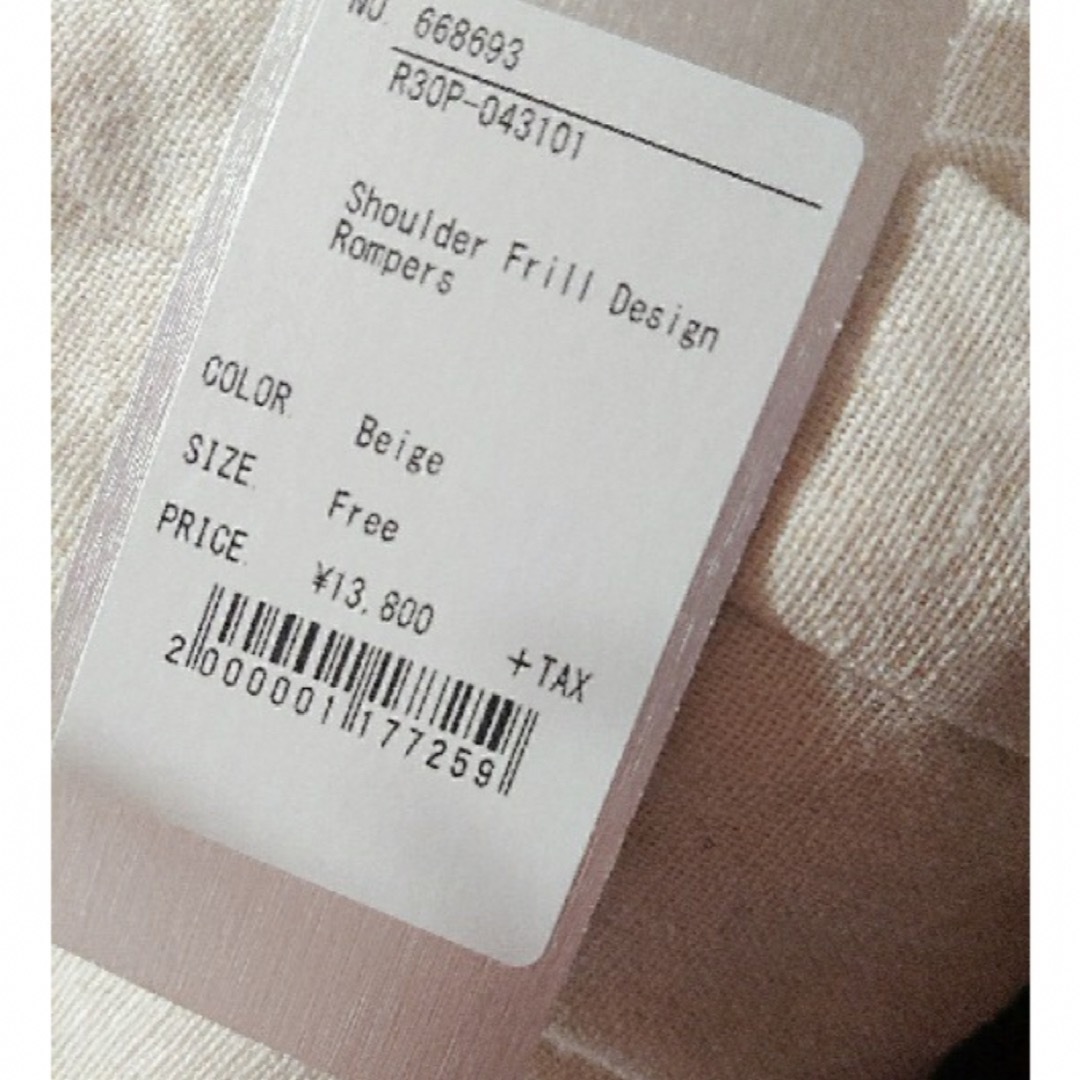 NO 668693
R30P-043101
Shoulder Frill Design
Rompers
COLOR Beige
SIZE Free
PRICE ¥13,800
+TAX
2000001177259